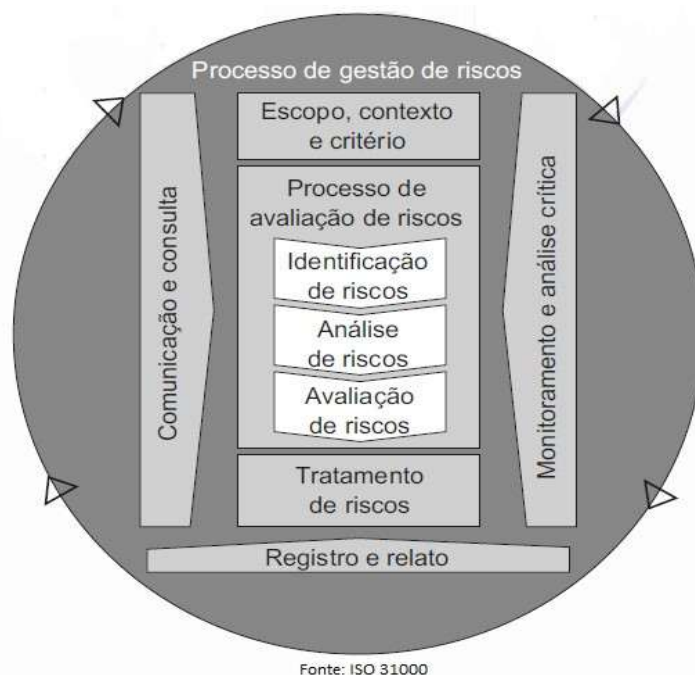 Processo de gestão de riscos
Escopo, contexto
e critério
Comunicação e consulta
Processo de
avaliação de riscos
Identificação
de riscos
Análise
de riscos
Avaliação
de riscos
Monitoramento e análise crítica
Tratamento
de riscos
Registro e relato
Fonte: ISO 31000